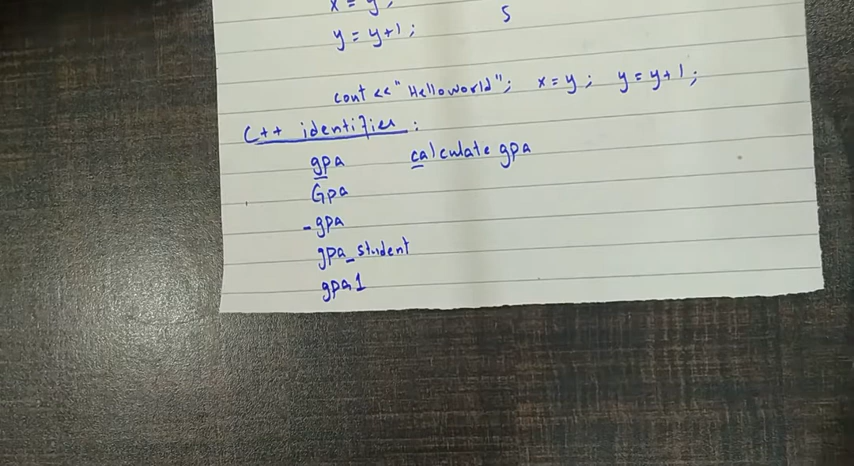 x = y;
5
y = y+1;
cout << "Helloworld"; x = y; y = y+1;
C++ identifier:
gpa calculate gpa
Gpa
_gpa
gpa_student
gpa1